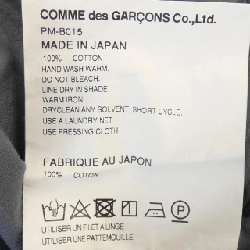 COMME des GARÇONS Co.,Ltd.
PM-B015
MADE IN JAPAN
100% COTTON
HAND WASH WARM.
DO NOT BLEACH.
LINE DRY IN SHADE
WARM IRON
DRYCLEAN ANY SOLVENT, SHORT CYCLE.
USE A LAUNDRY NET
USE PRESSING CLOTH
FABRIQUE AU JAPON
100% COTON
P
UTILISER UN FILET A LINGE
UTILISER UNE PATTEMOUILLE